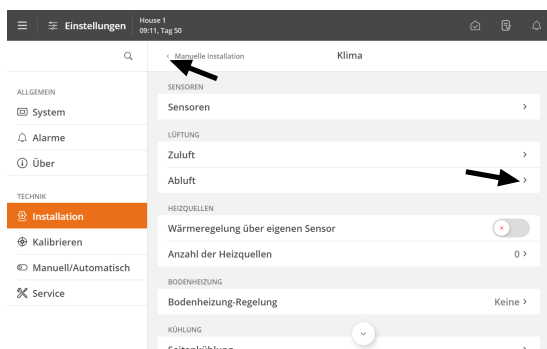 Einstellungen
House 1
09:11, Tag 50
Manuelle Installation
Klima
ALLGEMEIN
System
Alarme
Über
TECHNIK
Installation
Kalibrieren
Manuell/Automatisch
Service
SENSOREN
Sensoren
LÜFTUNG
Zuluft
Abluft
HEIZQUELLEN
Wärmeregelung über eigenen Sensor
Anzahl der Heizquellen 0
BODENHEIZUNG
Bodenheizung-Regelung Keine
KÜHLUNG
Seitenkühlung